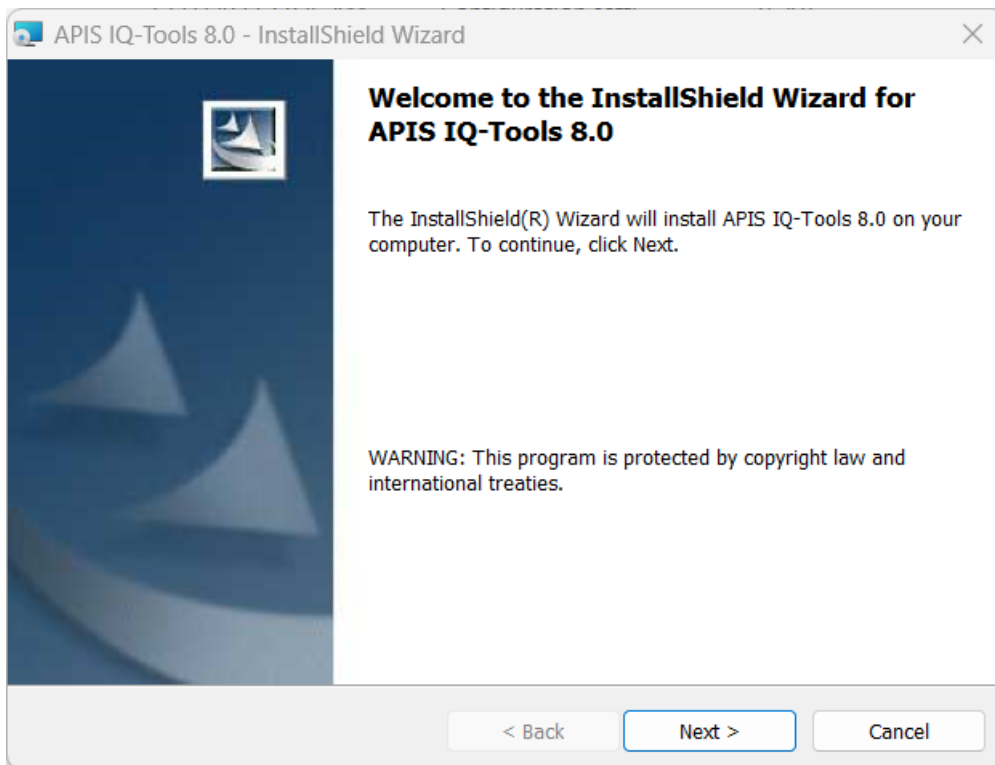 APIS IQ-Tools 8.0 - InstallShield Wizard
Welcome to the InstallShield Wizard for
APIS IQ-Tools 8.0
The InstallShield(R) Wizard will install APIS IQ-Tools 8.0 on your
computer. To continue, click Next.
WARNING: This program is protected by copyright law and
international treaties.
< Back
Next >
Cancel